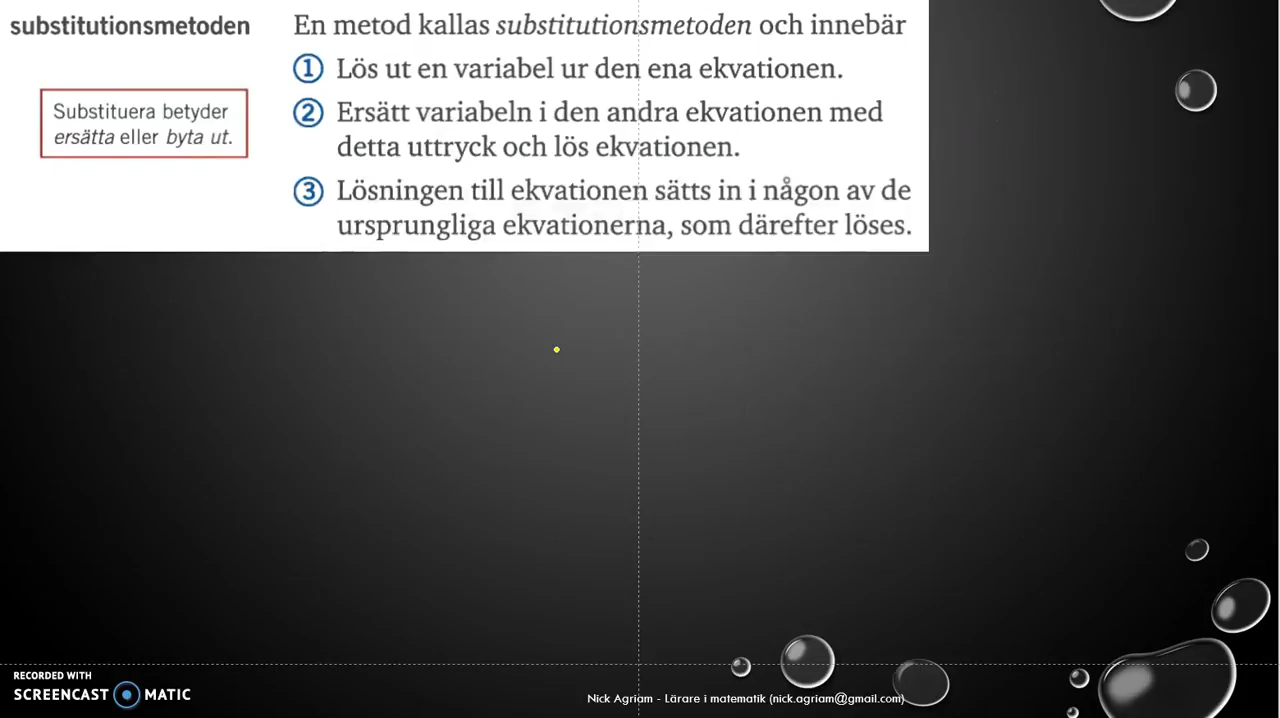 substitutionsmetoden
En metod kallas substitutionsmetoden och innebär
1 Lös ut en variabel ur den ena ekvationen.
Substituera betyder
ersätta eller byta ut.
2 Ersätt variabeln i den andra ekvationen med
detta uttryck och lös ekvationen.
3 Lösningen till ekvationen sätts in i någon av de
ursprungliga ekvationerna, som därefter löses.
RECORDED WITH
SCREENCAST MATIC
Nick Agriam - Lärare i matematik (nick.agriam@gmail.com)